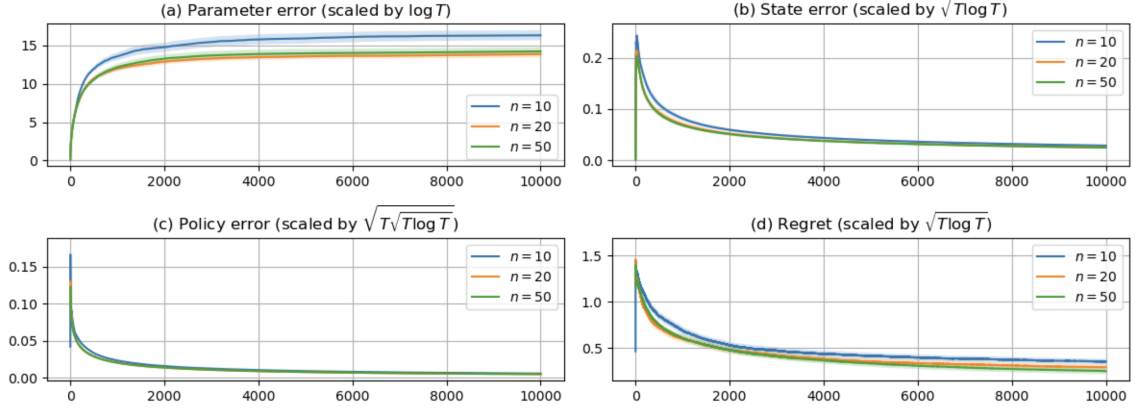 (a) Parameter error (scaled by log T)
15
10
5
0
n = 10
n = 20
n = 50
0 2000 4000 6000 8000 10000
(b) State error (scaled by √T log T)
0.2
0.1
0.0
n = 10
n = 20
n = 50
0 2000 4000 6000 8000 10000
(c) Policy error (scaled by √T√T log T)
0.15
0.10
0.05
0.00
n = 10
n = 20
n = 50
0 2000 4000 6000 8000 10000
(d) Regret (scaled by √T log T)
1.5
1.0
0.5
n = 10
n = 20
n = 50
0 2000 4000 6000 8000 10000